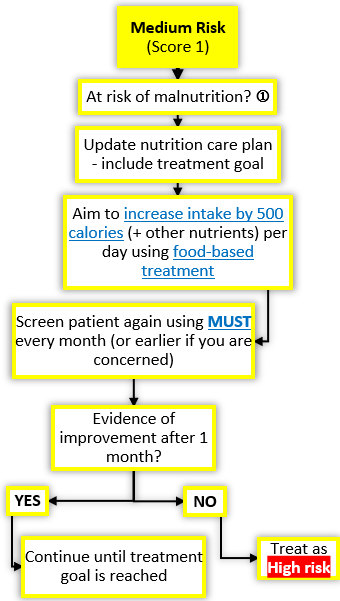 Medium Risk
(Score 1)
At risk of malnutrition? ①
Update nutrition care plan
- include treatment goal
Aim to increase intake by 500
calories (+ other nutrients) per
day using food-based
treatment
Screen patient again using MUST
every month (or earlier if you are
concerned)
Evidence of
improvement after 1
month?
YES
NO
Continue until treatment
goal is reached
Treat as
High risk